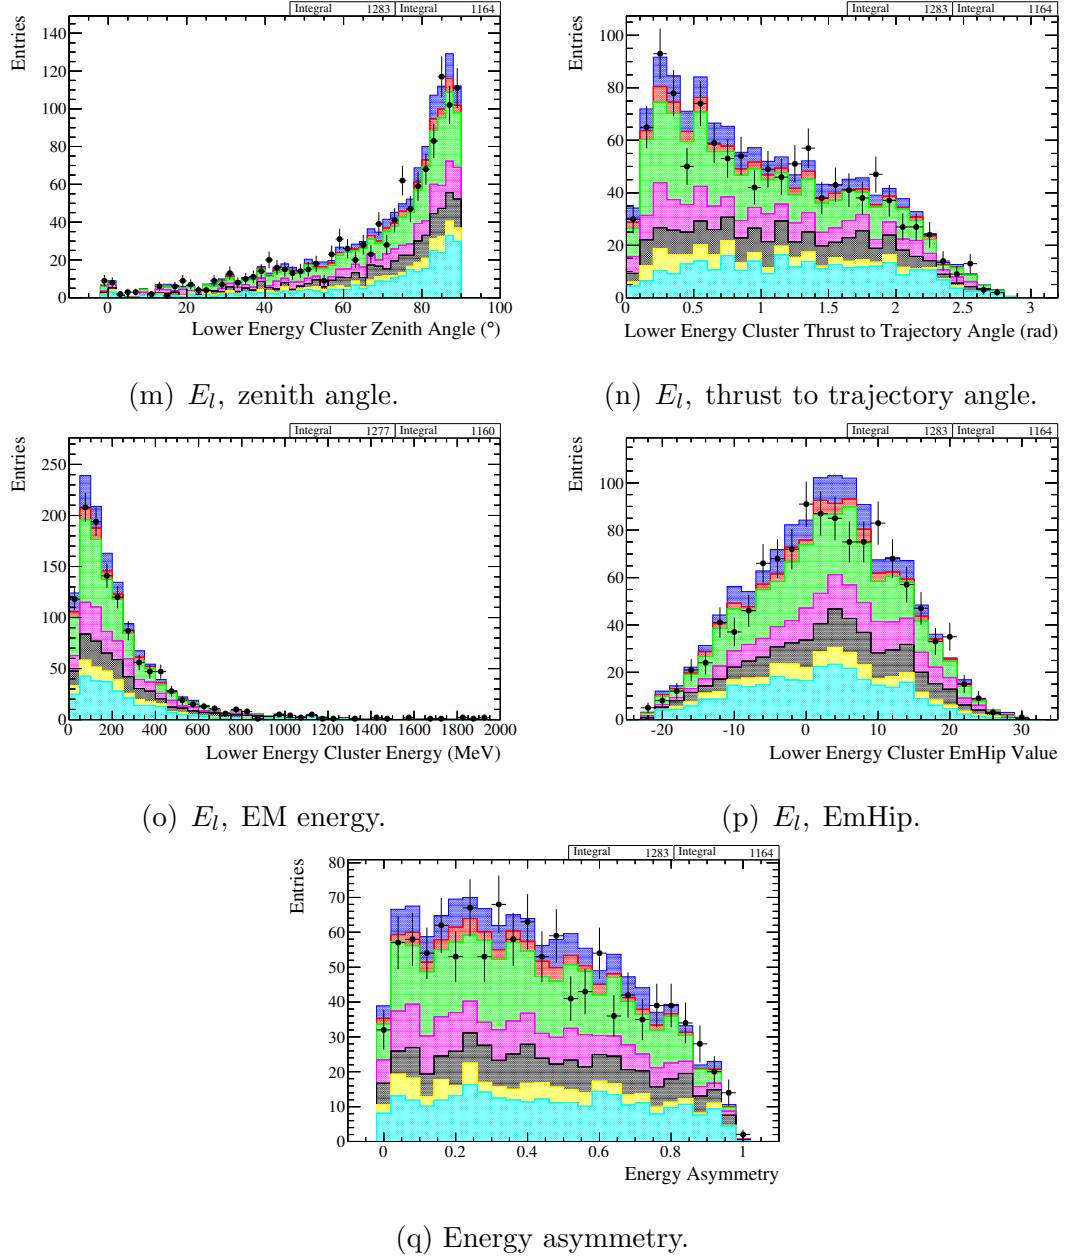 Integral 1283 Integral 1164
Entries
140
120
100
80
60
40
20
0
0 20 40 60 80 100
Lower Energy Cluster Zenith Angle (°)
(m) E_l, zenith angle.
Integral 1283 Integral 1164
Entries
100
80
60
40
20
0
0 0.5 1 1.5 2 2.5 3
Lower Energy Cluster Thrust to Trajectory Angle (rad)
(n) E_l, thrust to trajectory angle.
Integral 1277 Integral 1160
Entries
250
200
150
100
50
0
0 200 400 600 800 1000 1200 1400 1600 1800 2000
Lower Energy Cluster Energy (MeV)
(o) E_l, EM energy.
Integral 1283 Integral 1164
Entries
100
80
60
40
20
0
-20 -10 0 10 20 30
Lower Energy Cluster EmHip Value
(p) E_l, EmHip.
Integral 1283 Integral 1164
Entries
80
70
60
50
40
30
20
10
0
0 0.2 0.4 0.6 0.8 1
Energy Asymmetry
(q) Energy asymmetry.